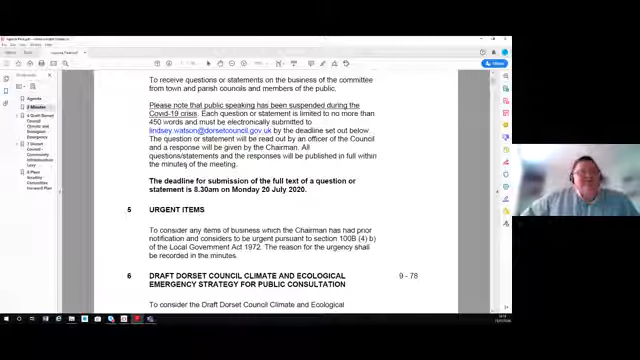 Bookmarks
Agenda
2 Minutes
To receive questions or statements on the business of the committee
from town and parish councils and members of the public.
Please note that public speaking has been suspended during the
Covid-19 crisis. Each question or statement is limited to no more than
450 words and must be electronically submitted to
lindsey.watson@dorsetcouncil.gov.uk by the deadline set out below.
The question or statement will be read out by an officer of the Council
and a response will be given by the Chairman. All
questions/statements and the responses will be published in full within
the minutes of the meeting.
The deadline for submission of the full text of a question or
statement is 8.30am on Monday 20 July 2020.
5 URGENT ITEMS
To consider any items of business which the Chairman has had prior
notification and considers to be urgent pursuant to section 100B (4) b)
of the Local Government Act 1972. The reason for the urgency shall
be recorded in the minutes.
6 DRAFT DORSET COUNCIL CLIMATE AND ECOLOGICAL 9 - 78
EMERGENCY STRATEGY FOR PUBLIC CONSULTATION
To consider the Draft Dorset Council Climate and Ecological